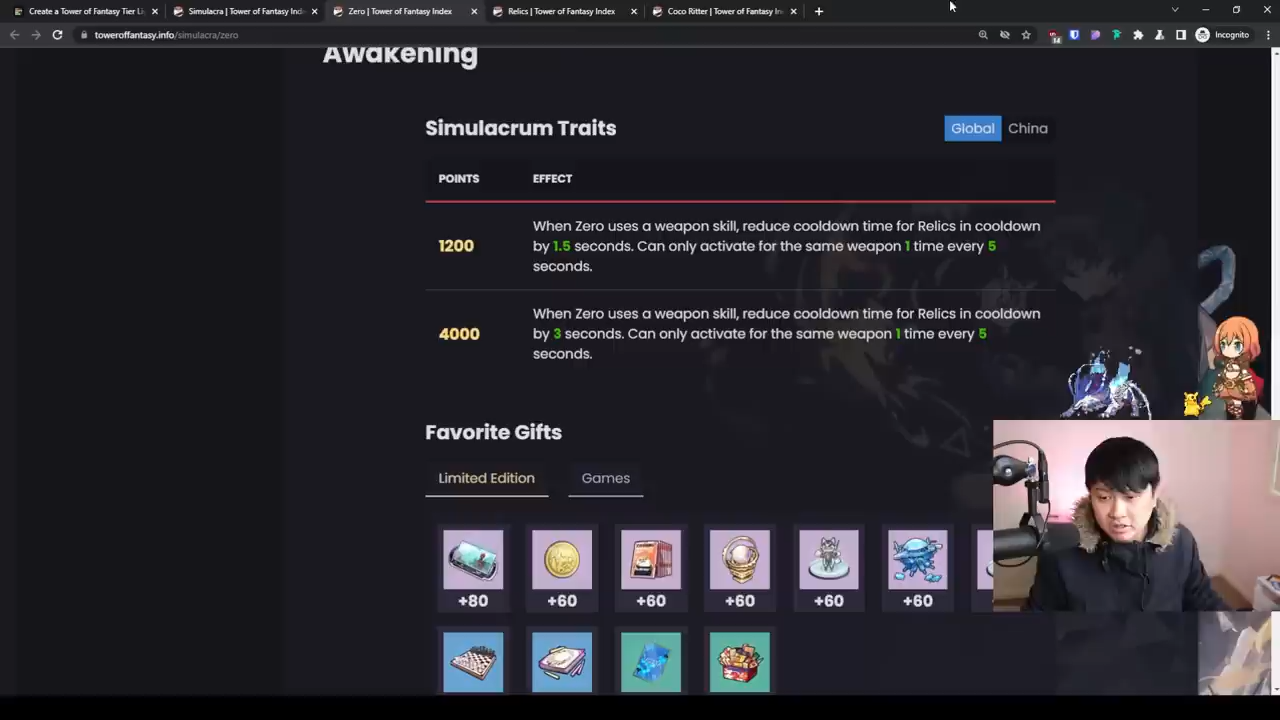 Create a Tower of Fantasy Tier Li
Simulacra | Tower of Fantasy Ind
Zero | Tower of Fantasy Index
Relics | Tower of Fantasy Index
Coco Ritter | Tower of Fantasy In
toweroffantasy.info/simulacra/zero
14
Incognito
Awakening
Simulacrum Traits
Global
China
POINTS
EFFECT
1200
When Zero uses a weapon skill, reduce cooldown time for Relics in cooldown
by 1.5 seconds. Can only activate for the same weapon 1 time every 5
seconds.
4000
When Zero uses a weapon skill, reduce cooldown time for Relics in cooldown
by 3 seconds. Can only activate for the same weapon 1 time every 5
seconds.
Favorite Gifts
Limited Edition
Games
+80
+60
+60
+60
+60
+60